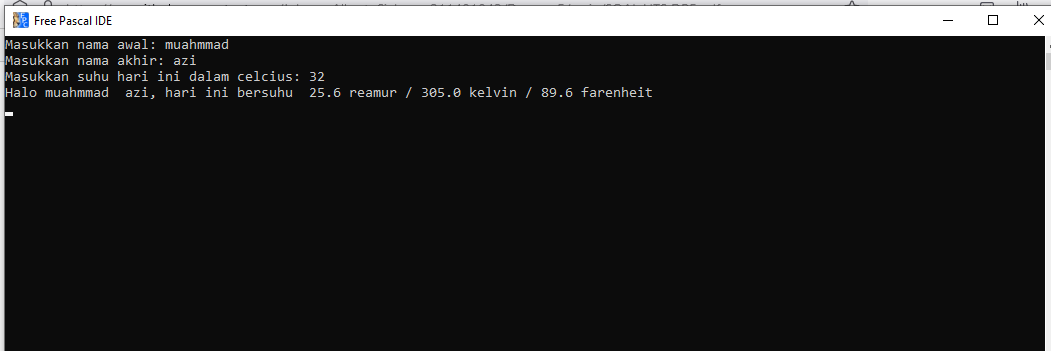 Free Pascal IDE
Masukkan nama awal: muahmmad
Masukkan nama akhir: azi
Masukkan suhu hari ini dalam celcius: 32
Halo muahmmad  azi, hari ini bersuhu  25.6 reamur / 305.0 kelvin / 89.6 farenheit